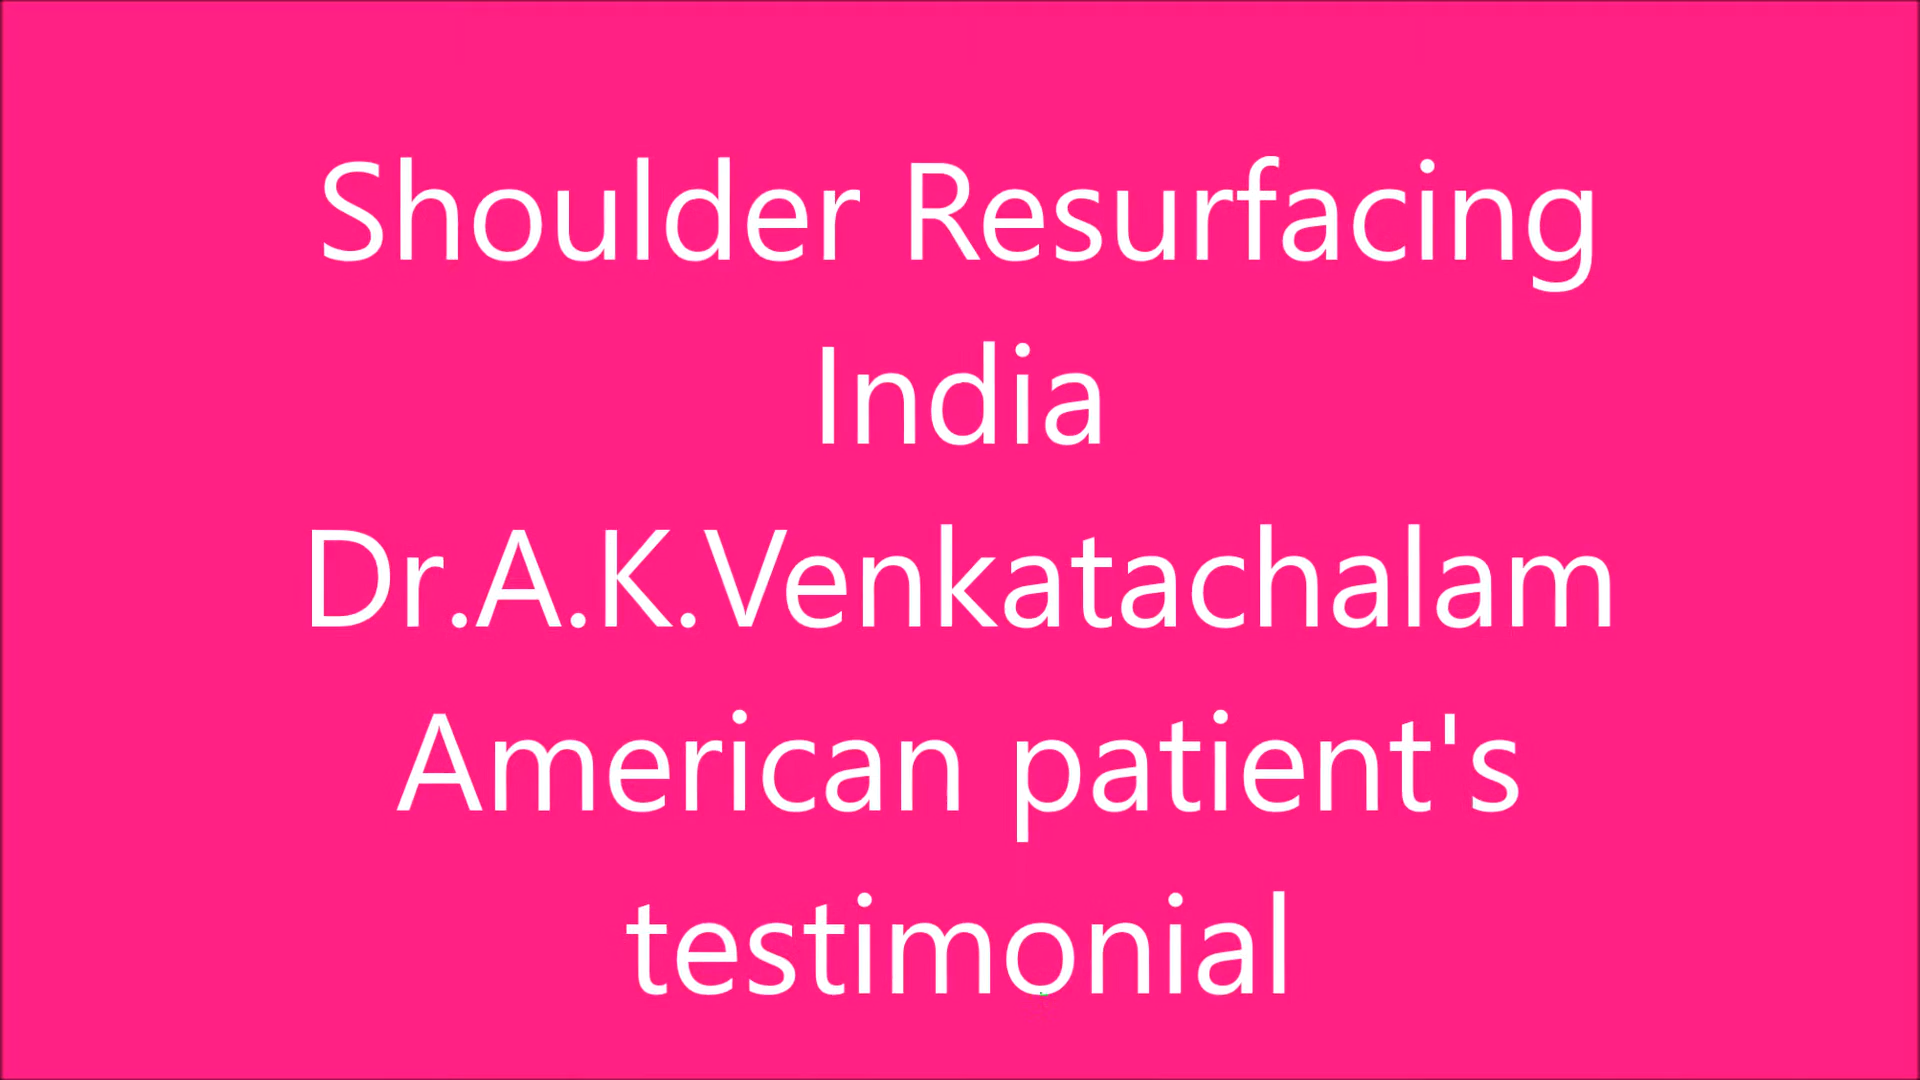 Shoulder Resurfacing
India
Dr.A.K.Venkatachalam
American patient's
testimonial